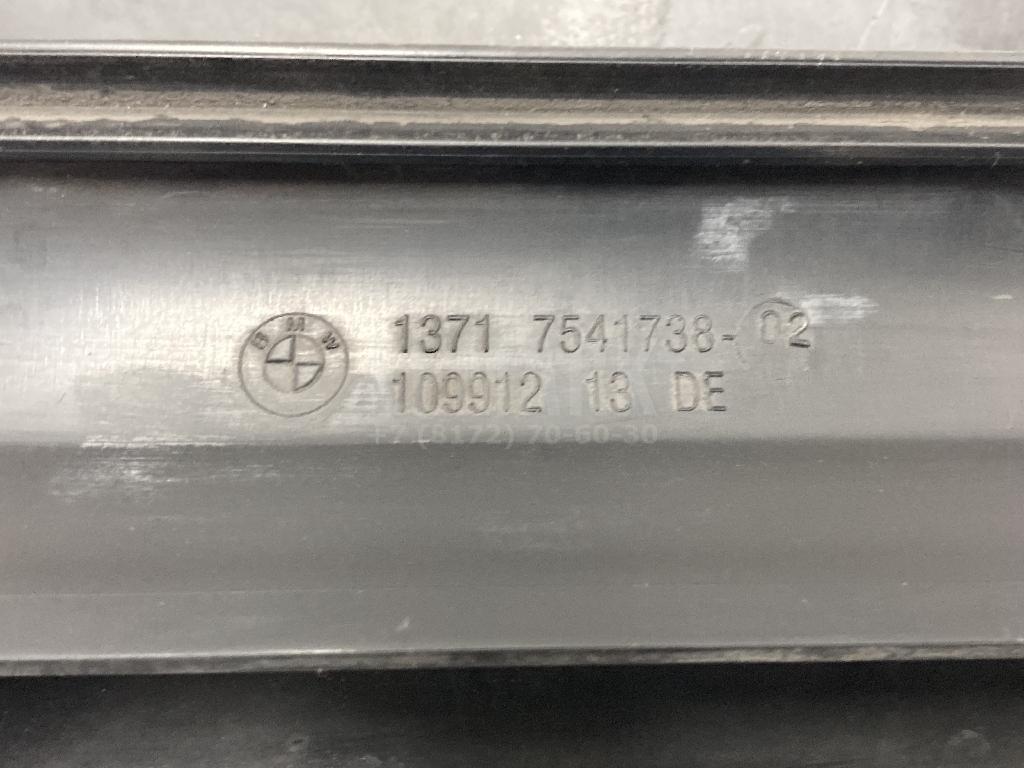 BMW
1371 7541738-02
109912 13 DE
+7 (8172) 70-60-30